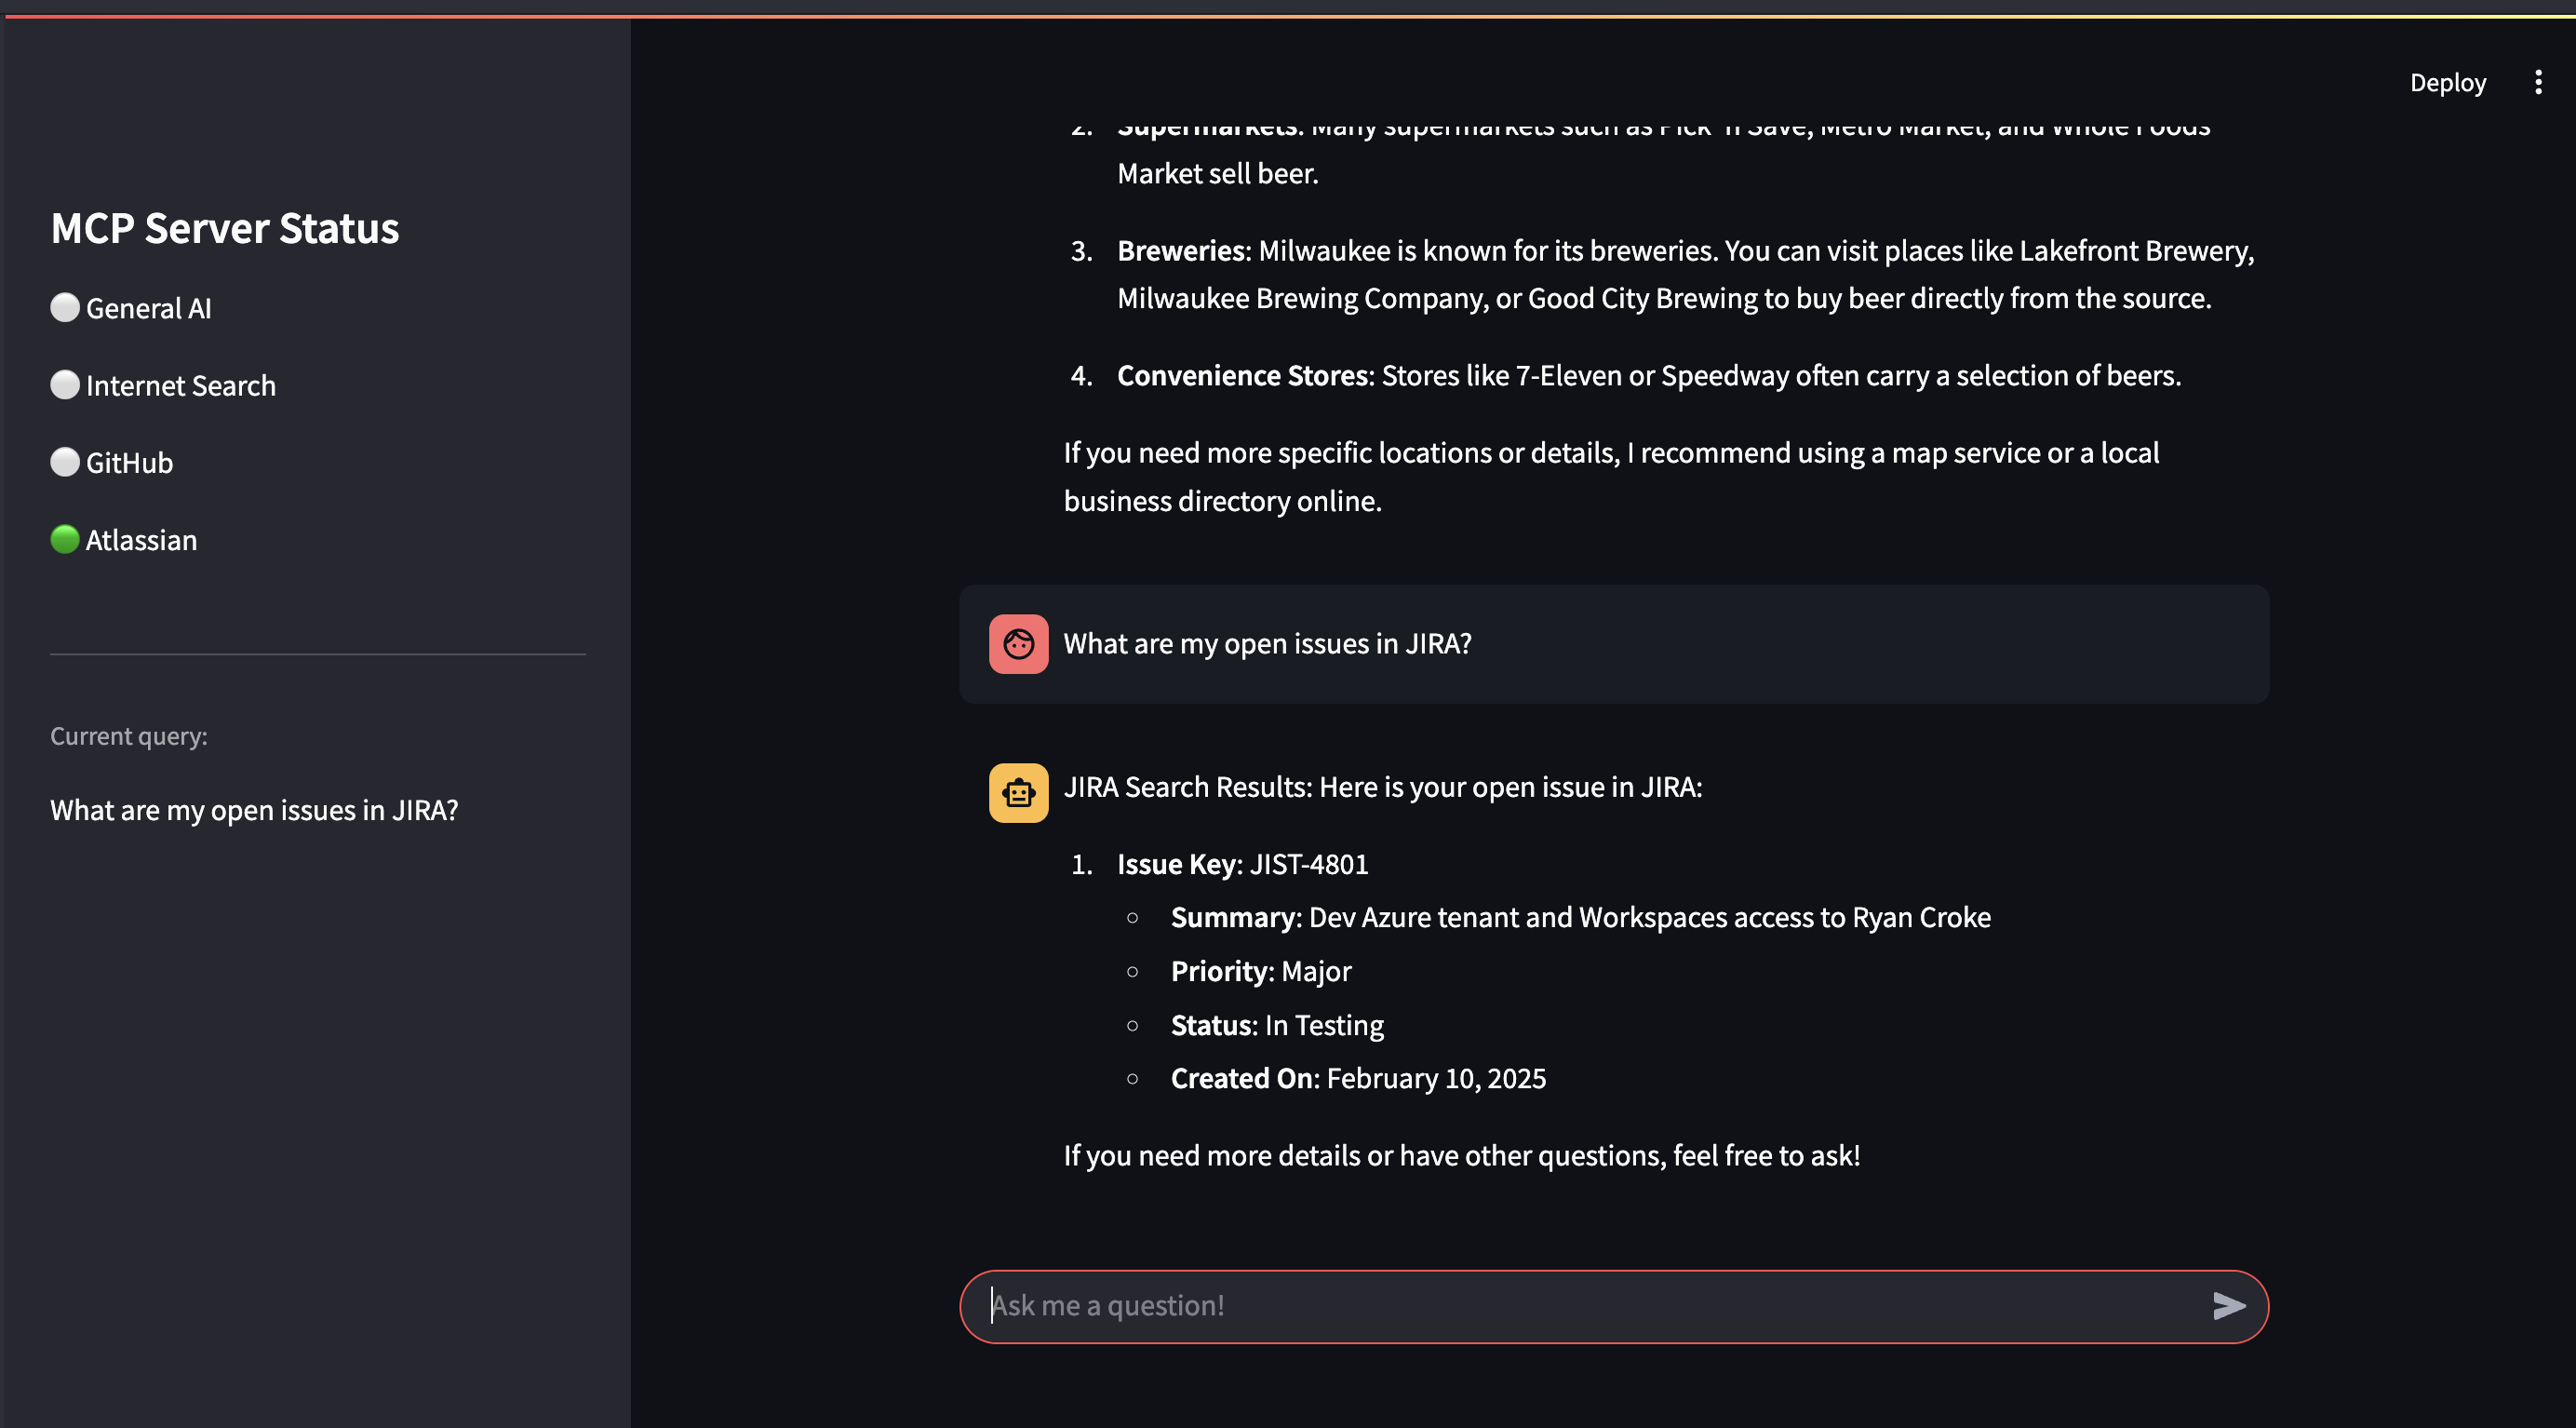 Deploy
MCP Server Status
General AI
Internet Search
GitHub
Atlassian
Current query:
What are my open issues in JIRA?
2. Supermarkets: Many supermarkets such as Pick 'n Save, Metro Market, and Whole Foods
Market sell beer.
3. Breweries: Milwaukee is known for its breweries. You can visit places like Lakefront Brewery,
Milwaukee Brewing Company, or Good City Brewing to buy beer directly from the source.
4. Convenience Stores: Stores like 7-Eleven or Speedway often carry a selection of beers.
If you need more specific locations or details, I recommend using a map service or a local
business directory online.
What are my open issues in JIRA?
JIRA Search Results: Here is your open issue in JIRA:
1. Issue Key: JIST-4801
Summary: Dev Azure tenant and Workspaces access to Ryan Croke
Priority: Major
Status: In Testing
Created On: February 10, 2025
If you need more details or have other questions, feel free to ask!
Ask me a question!